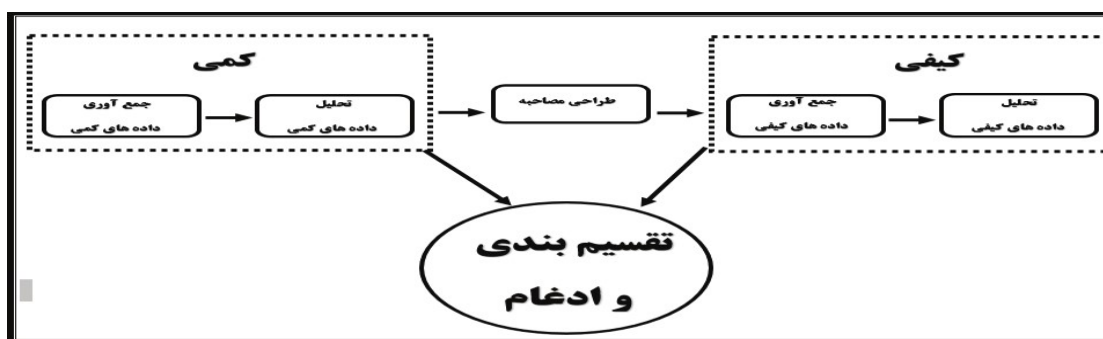 کمی
جمع آوری
داده های کمی
تحلیل
داده های کمی
طراحی مصاحبه
کیفی
جمع آوری
داده های کیفی
تحلیل
داده های کیفی
تقسیم بندی
و ادغام